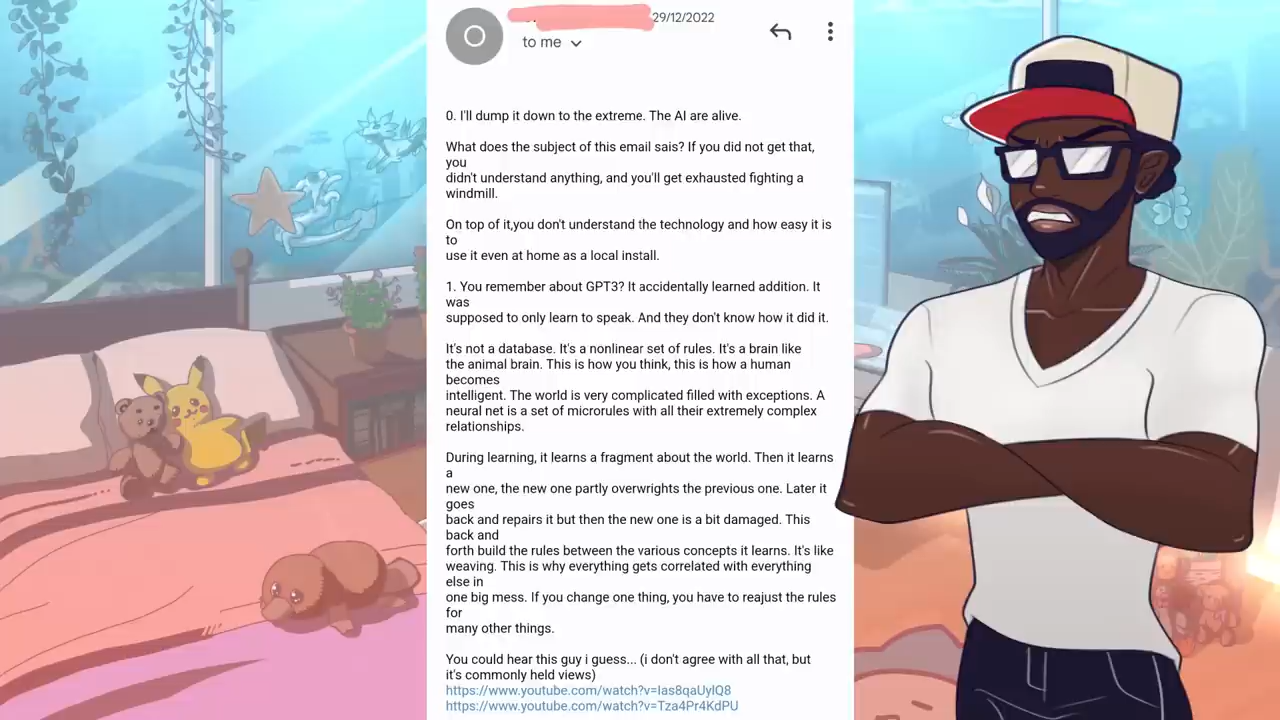 O
29/12/2022
to me
0. I'll dump it down to the extreme. The AI are alive.
What does the subject of this email sais? If you did not get that,
you
didn't understand anything, and you'll get exhausted fighting a
windmill.
On top of it,you don't understand the technology and how easy it is
to
use it even at home as a local install.
1. You remember about GPT3? It accidentally learned addition. It
was
supposed to only learn to speak. And they don't know how it did it.
It's not a database. It's a nonlinear set of rules. It's a brain like
the animal brain. This is how you think, this is how a human
becomes
intelligent. The world is very complicated filled with exceptions. A
neural net is a set of microrules with all their extremely complex
relationships.
During learning, it learns a fragment about the world. Then it learns
a
new one, the new one partly overwrights the previous one. Later it
goes
back and repairs it but then the new one is a bit damaged. This
back and
forth build the rules between the various concepts it learns. It's like
weaving. This is why everything gets correlated with everything
else in
one big mess. If you change one thing, you have to reajust the rules
for
many other things.
You could hear this guy i guess... (i don't agree with all that, but
it's commonly held views)
https://www.youtube.com/watch?v=Ias8qaUyIQ8
https://www.youtube.com/watch?v=Tza4Pr4KdPU